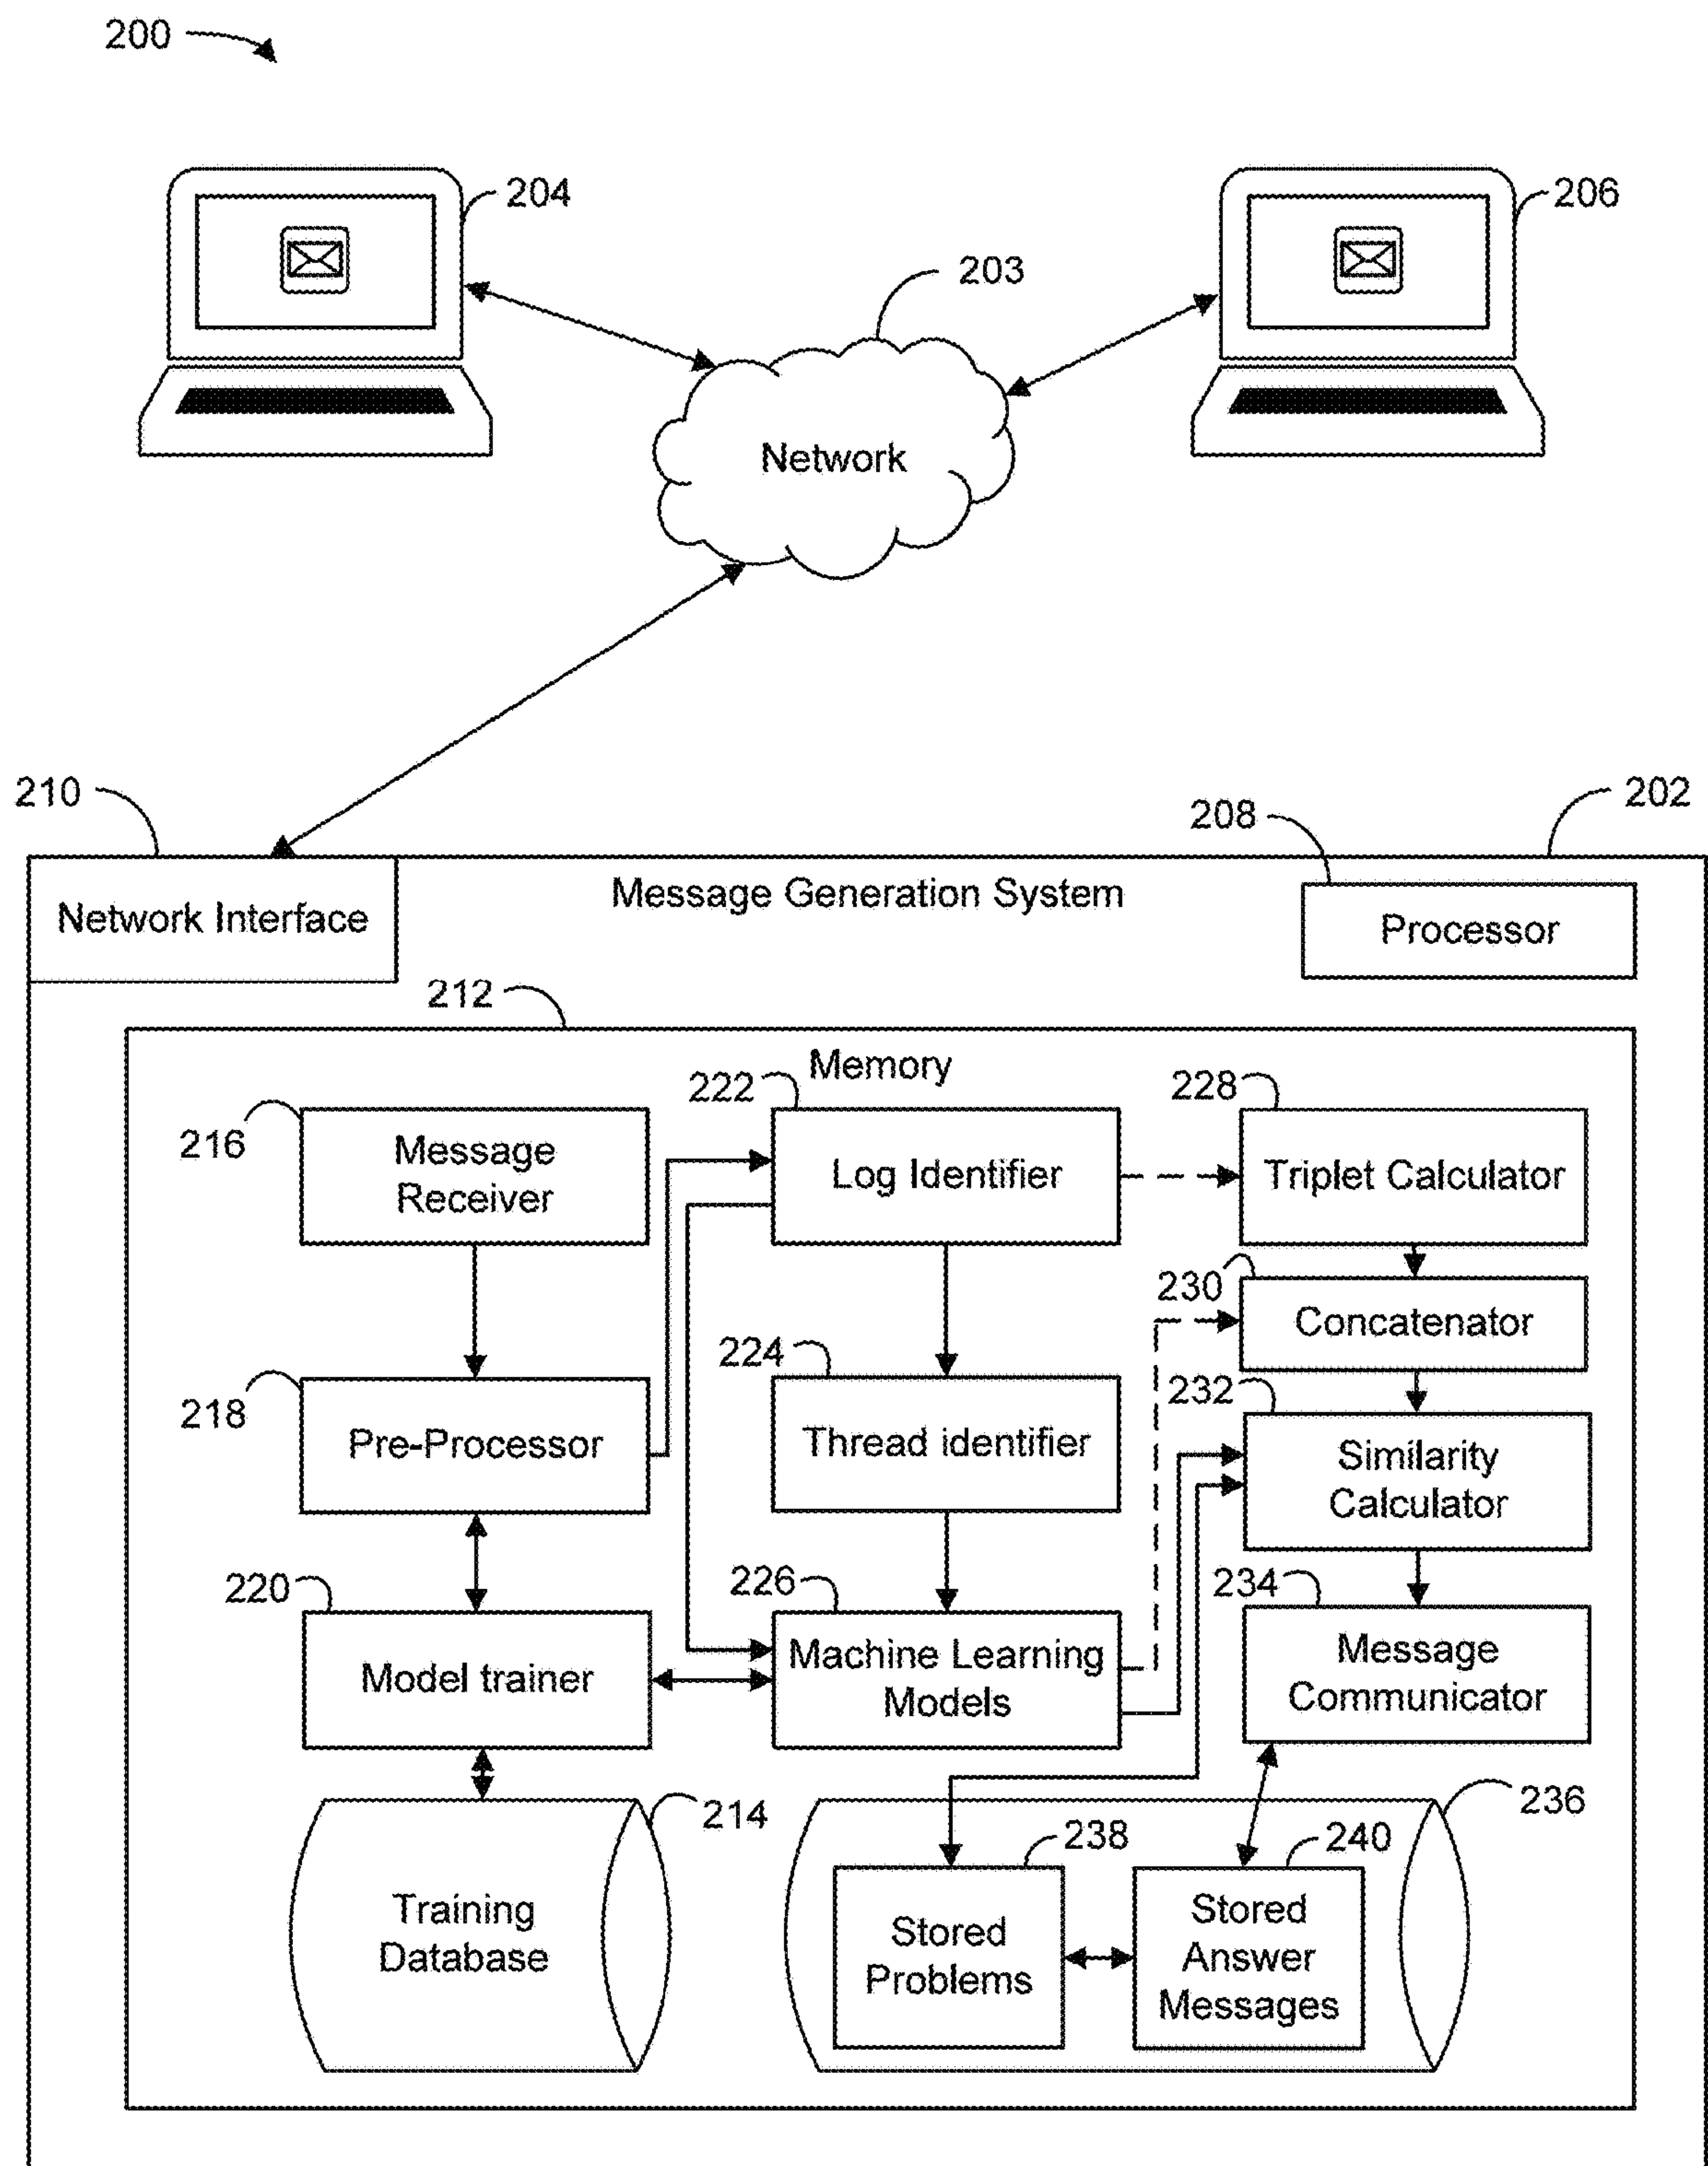 200
204
206
203
Network
210
202
208
Message Generation System
Network Interface
Processor
212
Memory
222
228
216
Message
Receiver
Log Identifier
Triplet Calculator
230
Concatenator
224
232
218
Pre-Processor
Thread identifier
Similarity
Calculator
220
226
234
Model trainer
Machine Learning
Models
Message
Communicator
214
236
238
240
Training
Database
Stored
Problems
Stored
Answer
Messages